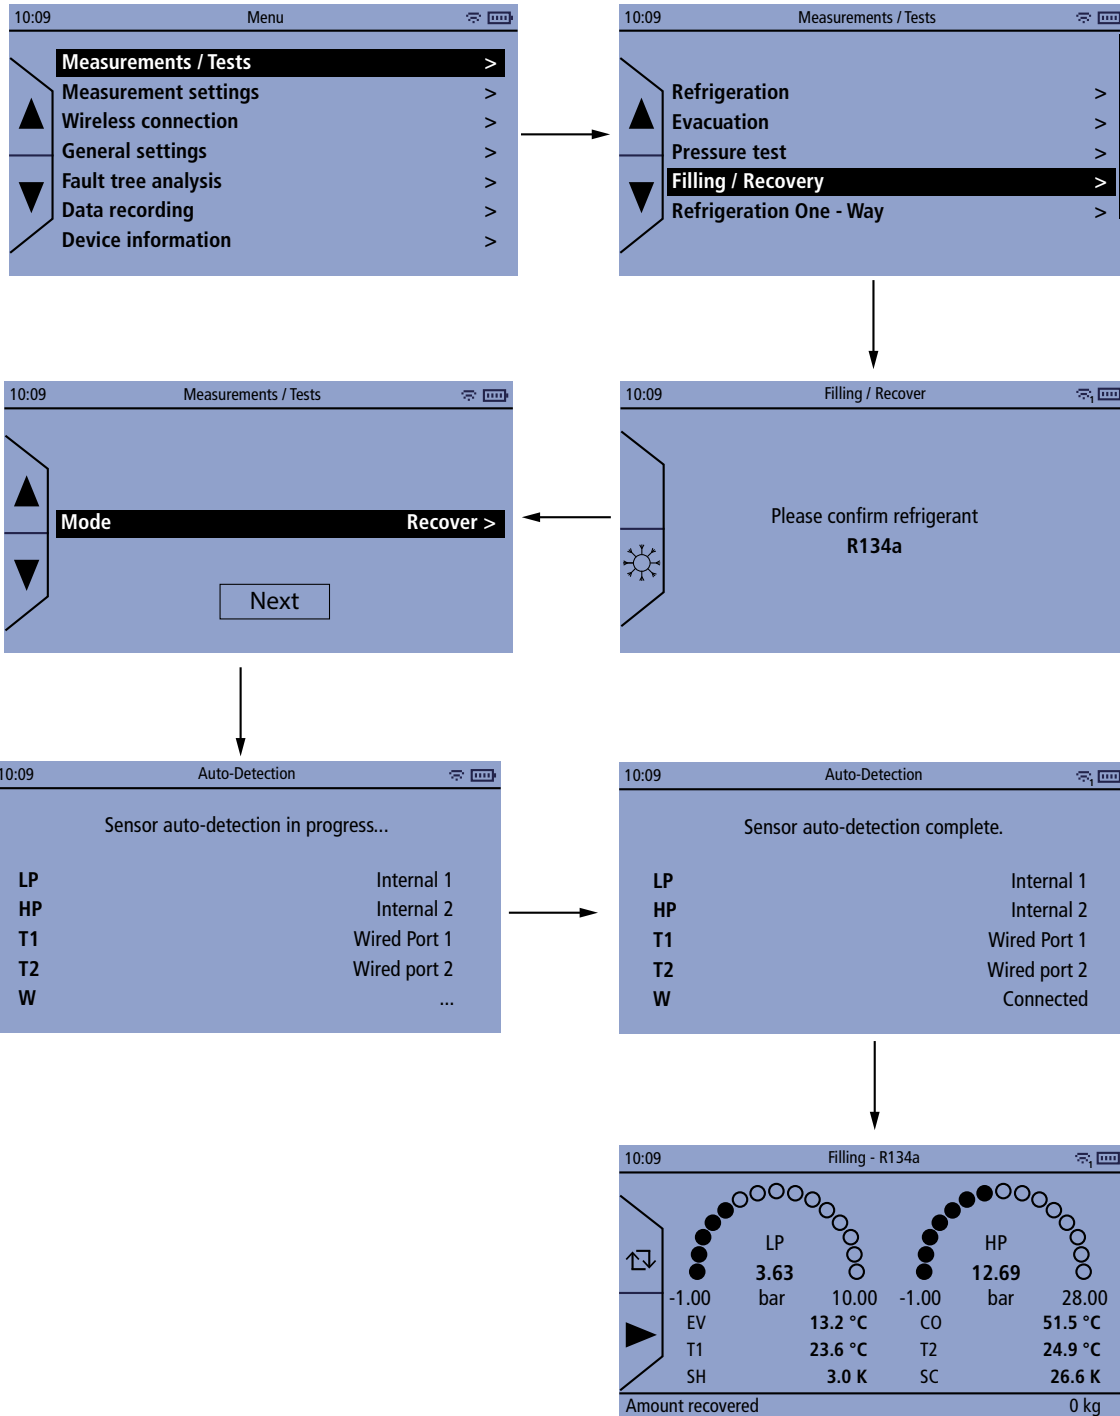 10:09 Menu
Measurements / Tests >
Measurement settings >
Wireless connection >
General settings >
Fault tree analysis >
Data recording >
Device information >
10:09 Measurements / Tests
Refrigeration >
Evacuation >
Pressure test >
Filling / Recovery >
Refrigeration One - Way >
10:09 Filling / Recover 1
Please confirm refrigerant
R134a
10:09 Measurements / Tests
Mode Recover >
Next
10:09 Auto-Detection
Sensor auto-detection in progress...
LP Internal 1
HP Internal 2
T1 Wired Port 1
T2 Wired port 2
W ...
10:09 Auto-Detection 1
Sensor auto-detection complete.
LP Internal 1
HP Internal 2
T1 Wired Port 1
T2 Wired port 2
W Connected
10:09 Filling - R134a 1
LP HP
3.63 12.69
-1.00 bar 10.00 -1.00 bar 28.00
EV 13.2 °C CO 51.5 °C
T1 23.6 °C T2 24.9 °C
SH 3.0 K SC 26.6 K
Amount recovered 0 kg